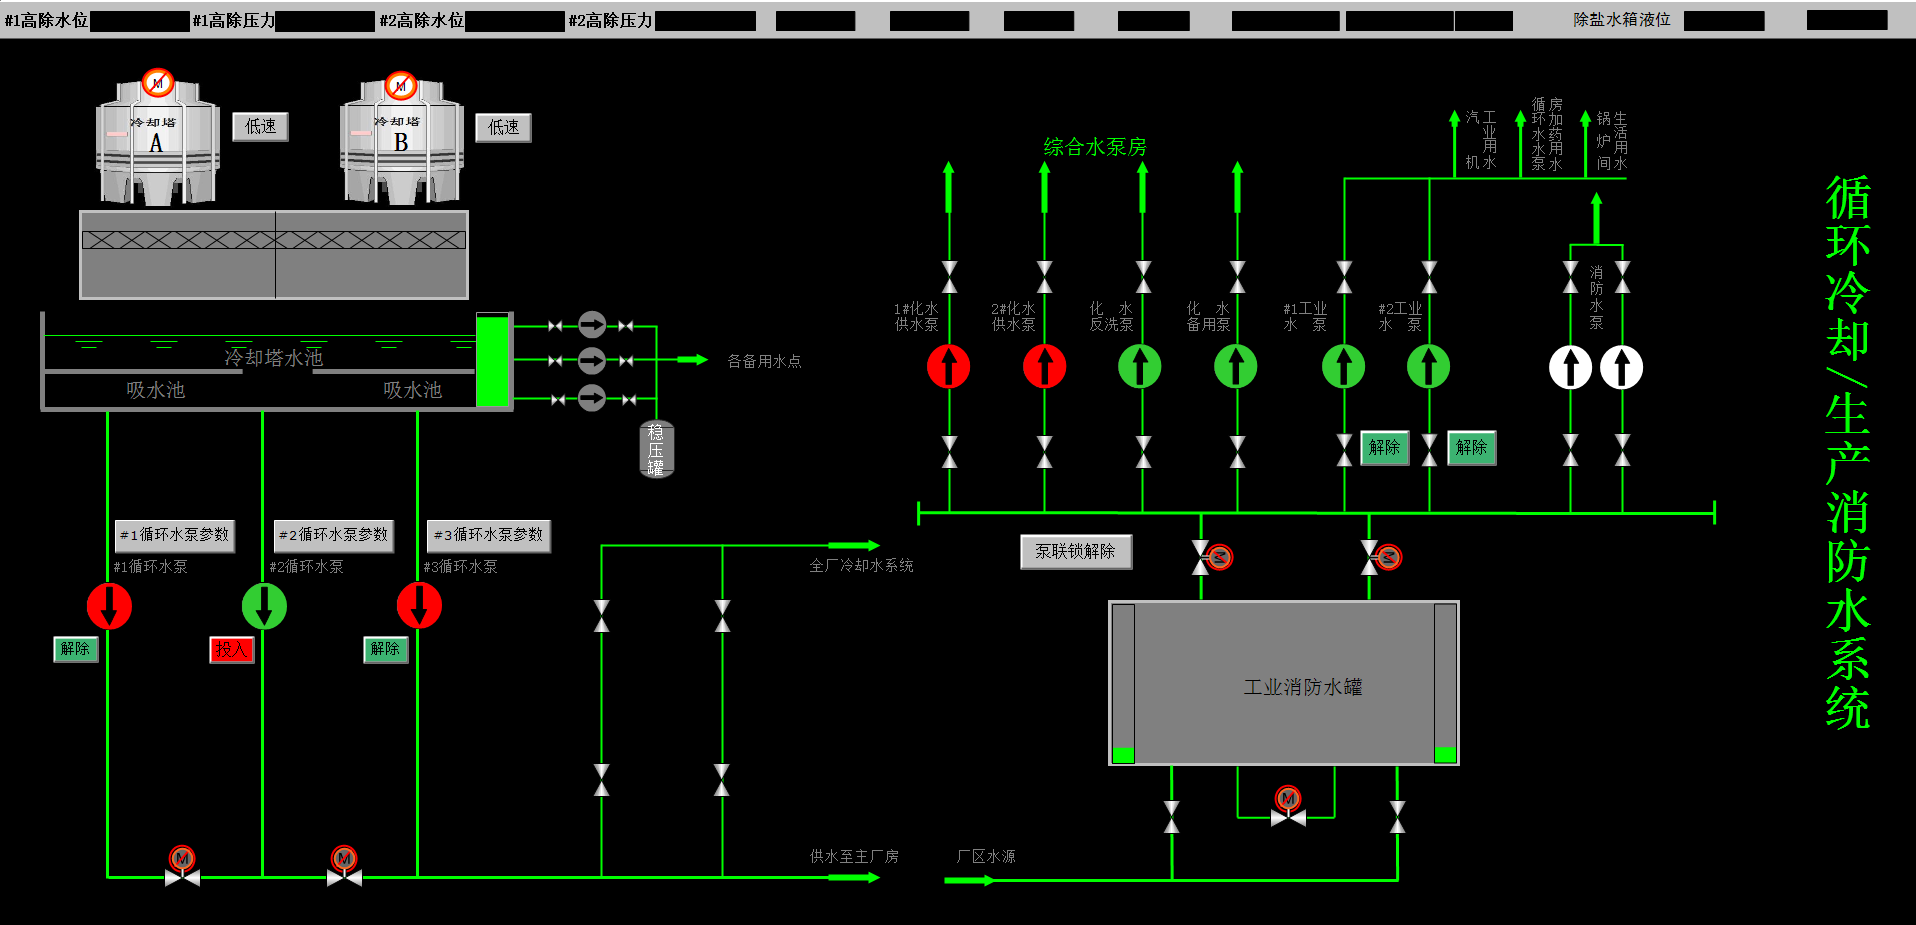 #1高除水位
#1高除压力
#2高除水位
#2高除压力
除盐水箱液位
M
冷却塔
A
低速
M
冷却塔
B
低速
冷却塔水池
吸水池
吸水池
各备用水点
稳压罐
#1循环水泵参数
#1循环水泵
解除
#2循环水泵参数
#2循环水泵
投入
#3循环水泵参数
#3循环水泵
解除
M
M
全厂冷却水系统
供水至主厂房
综合水泵房
汽机
工业用水
循环水水泵
房加药用水
锅炉间
生活用水
1#化水
供水泵
2#化水
供水泵
化 水
反洗泵
化 水
备用泵
#1工业
水 泵
#2工业
水 泵
消防水泵
解除
解除
泵联锁解除
M
M
工业消防水罐
M
厂区水源
循环冷却/生产消防水系统